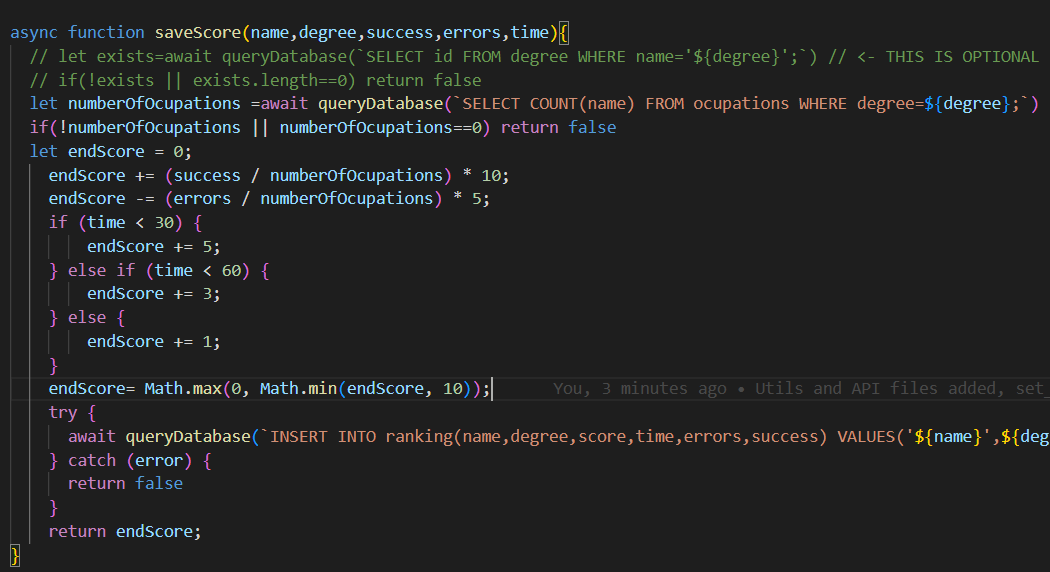 async function saveScore(name,degree,success,errors,time){
// let exists=await queryDatabase(`SELECT id FROM degree WHERE name='${degree}';`) // <- THIS IS OPTIONAL
// if(!exists || exists.length==0) return false
let numberOfOcupations =await queryDatabase(`SELECT COUNT(name) FROM ocupations WHERE degree=${degree};`)
if(!numberOfOcupations || numberOfOcupations==0) return false
let endScore = 0;
endScore += (success / numberOfOcupations) * 10;
endScore -= (errors / numberOfOcupations) * 5;
if (time < 30) {
endScore += 5;
} else if (time < 60) {
endScore += 3;
} else {
endScore += 1;
}
endScore= Math.max(0, Math.min(endScore, 10)); You, 3 minutes ago • Utils and API files added, set_
try {
await queryDatabase(`INSERT INTO ranking(name,degree,score,time,errors,success) VALUES('${name}',${deg
} catch (error) {
return false
}
return endScore;
}